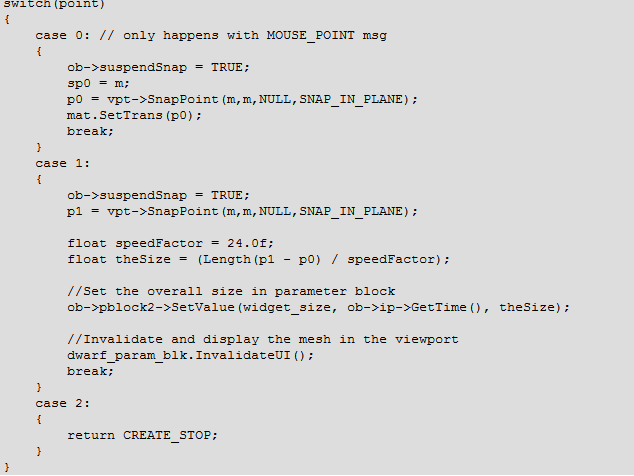 switch(point)
{
    case 0: // only happens with MOUSE_POINT msg
    {
        ob->suspendSnap = TRUE;
        sp0 = m;
        p0 = vpt->SnapPoint(m,m,NULL,SNAP_IN_PLANE);
        mat.SetTrans(p0);
        break;
    }
    case 1:
    {
        ob->suspendSnap = TRUE;
        p1 = vpt->SnapPoint(m,m,NULL,SNAP_IN_PLANE);

        float speedFactor = 24.0f;
        float theSize = (Length(p1 - p0) / speedFactor);

        //Set the overall size in parameter block
        ob->pblock2->SetValue(widget_size, ob->ip->GetTime(), theSize);

        //Invalidate and display the mesh in the viewport
        dwarf_param_blk.InvalidateUI();
        break;
    }
    case 2:
    {
        return CREATE_STOP;
    }
}